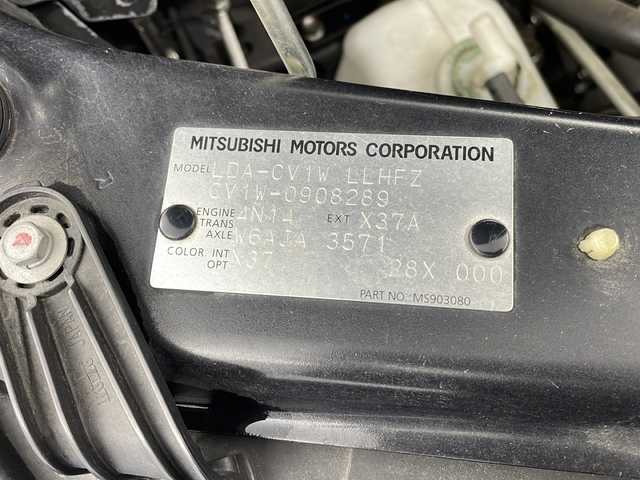 MITSUBISHI MOTORS CORPORATION
MODEL LDA-CV1W LLHFZ
CV1W-0908289
ENGINE 4N14 EXT X37A
TRANS AXLE W6AJA 3571
COLOR. INT OPT X37 28X 000
PART NO. MS903080
JAPAN